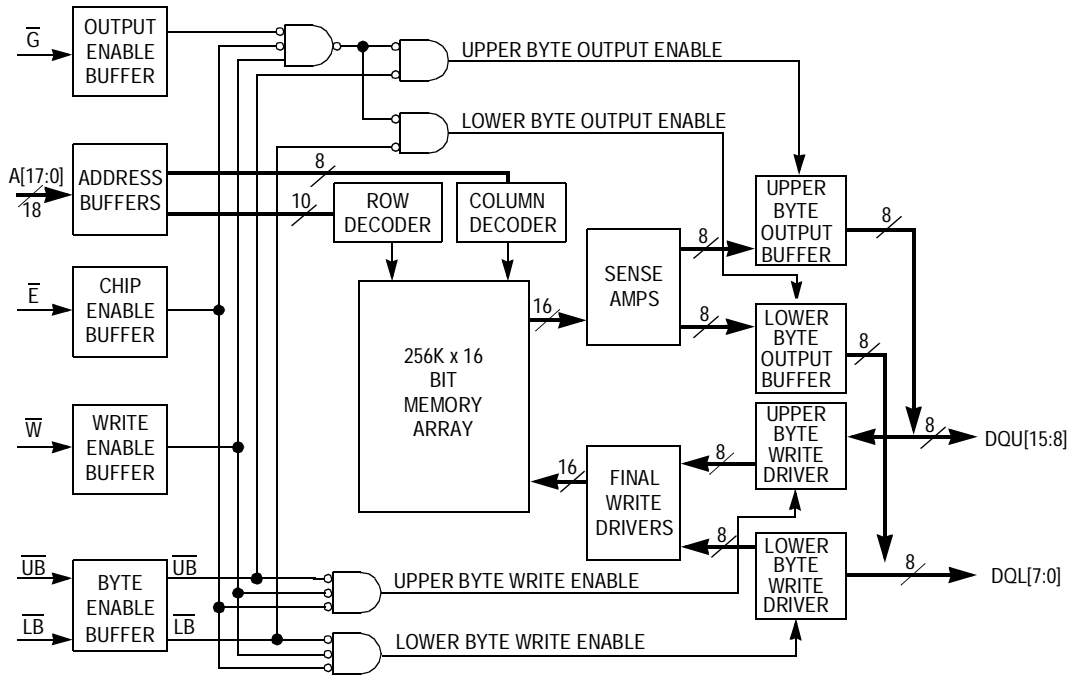 G
OUTPUT
ENABLE
BUFFER
UPPER BYTE OUTPUT ENABLE
LOWER BYTE OUTPUT ENABLE
A[17:0]
18
ADDRESS
BUFFERS
8
10
ROW
DECODER
COLUMN
DECODER
UPPER
BYTE
OUTPUT
BUFFER
8
E
CHIP
ENABLE
BUFFER
256K x 16
BIT
MEMORY
ARRAY
16
SENSE
AMPS
8
8
LOWER
BYTE
OUTPUT
BUFFER
8
W
WRITE
ENABLE
BUFFER
16
FINAL
WRITE
DRIVERS
8
8
UPPER
BYTE
WRITE
DRIVER
8
DQU[15:8]
UB
LB
BYTE
ENABLE
BUFFER
UB
LB
UPPER BYTE WRITE ENABLE
LOWER BYTE WRITE ENABLE
LOWER
BYTE
WRITE
DRIVER
8
DQL[7:0]